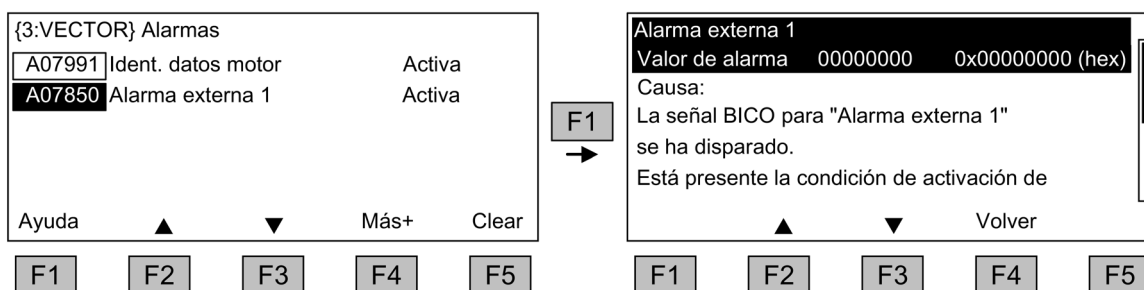 {3:VECTOR} Alarmas
A07991 Ident. datos motor Activa
A07850 Alarma externa 1 Activa
Ayuda ▲ ▼ Más+ Clear
F1 F2 F3 F4 F5
F1
Alarma externa 1
Valor de alarma 00000000 0x00000000 (hex)
Causa:
La señal BICO para "Alarma externa 1"
se ha disparado.
Está presente la condición de activación de
▲ ▼ Volver
F1 F2 F3 F4 F5